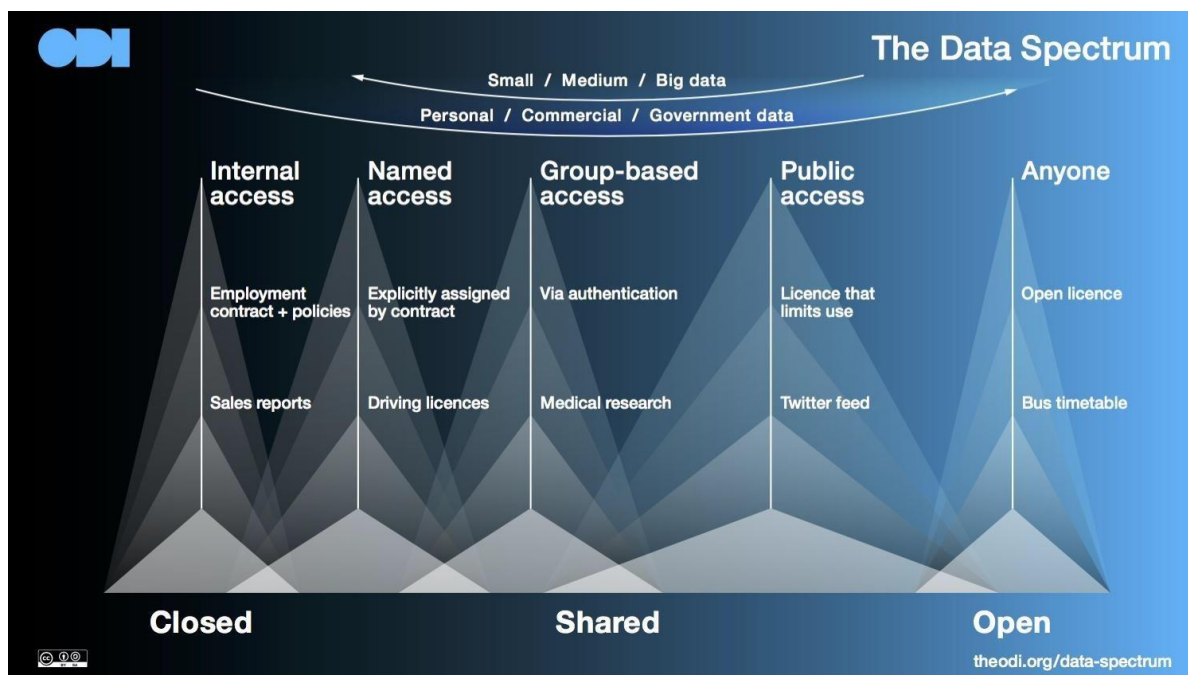 ODI
The Data Spectrum
Small / Medium / Big data
Personal / Commercial / Government data
Internal
access
Named
access
Group-based
access
Public
access
Anyone
Employment
contract + policies
Explicitly assigned
by contract
Via authentication
Licence that
limits use
Open licence
Sales reports
Driving licences
Medical research
Twitter feed
Bus timetable
Closed
Shared
Open
cc
theodi.org/data-spectrum